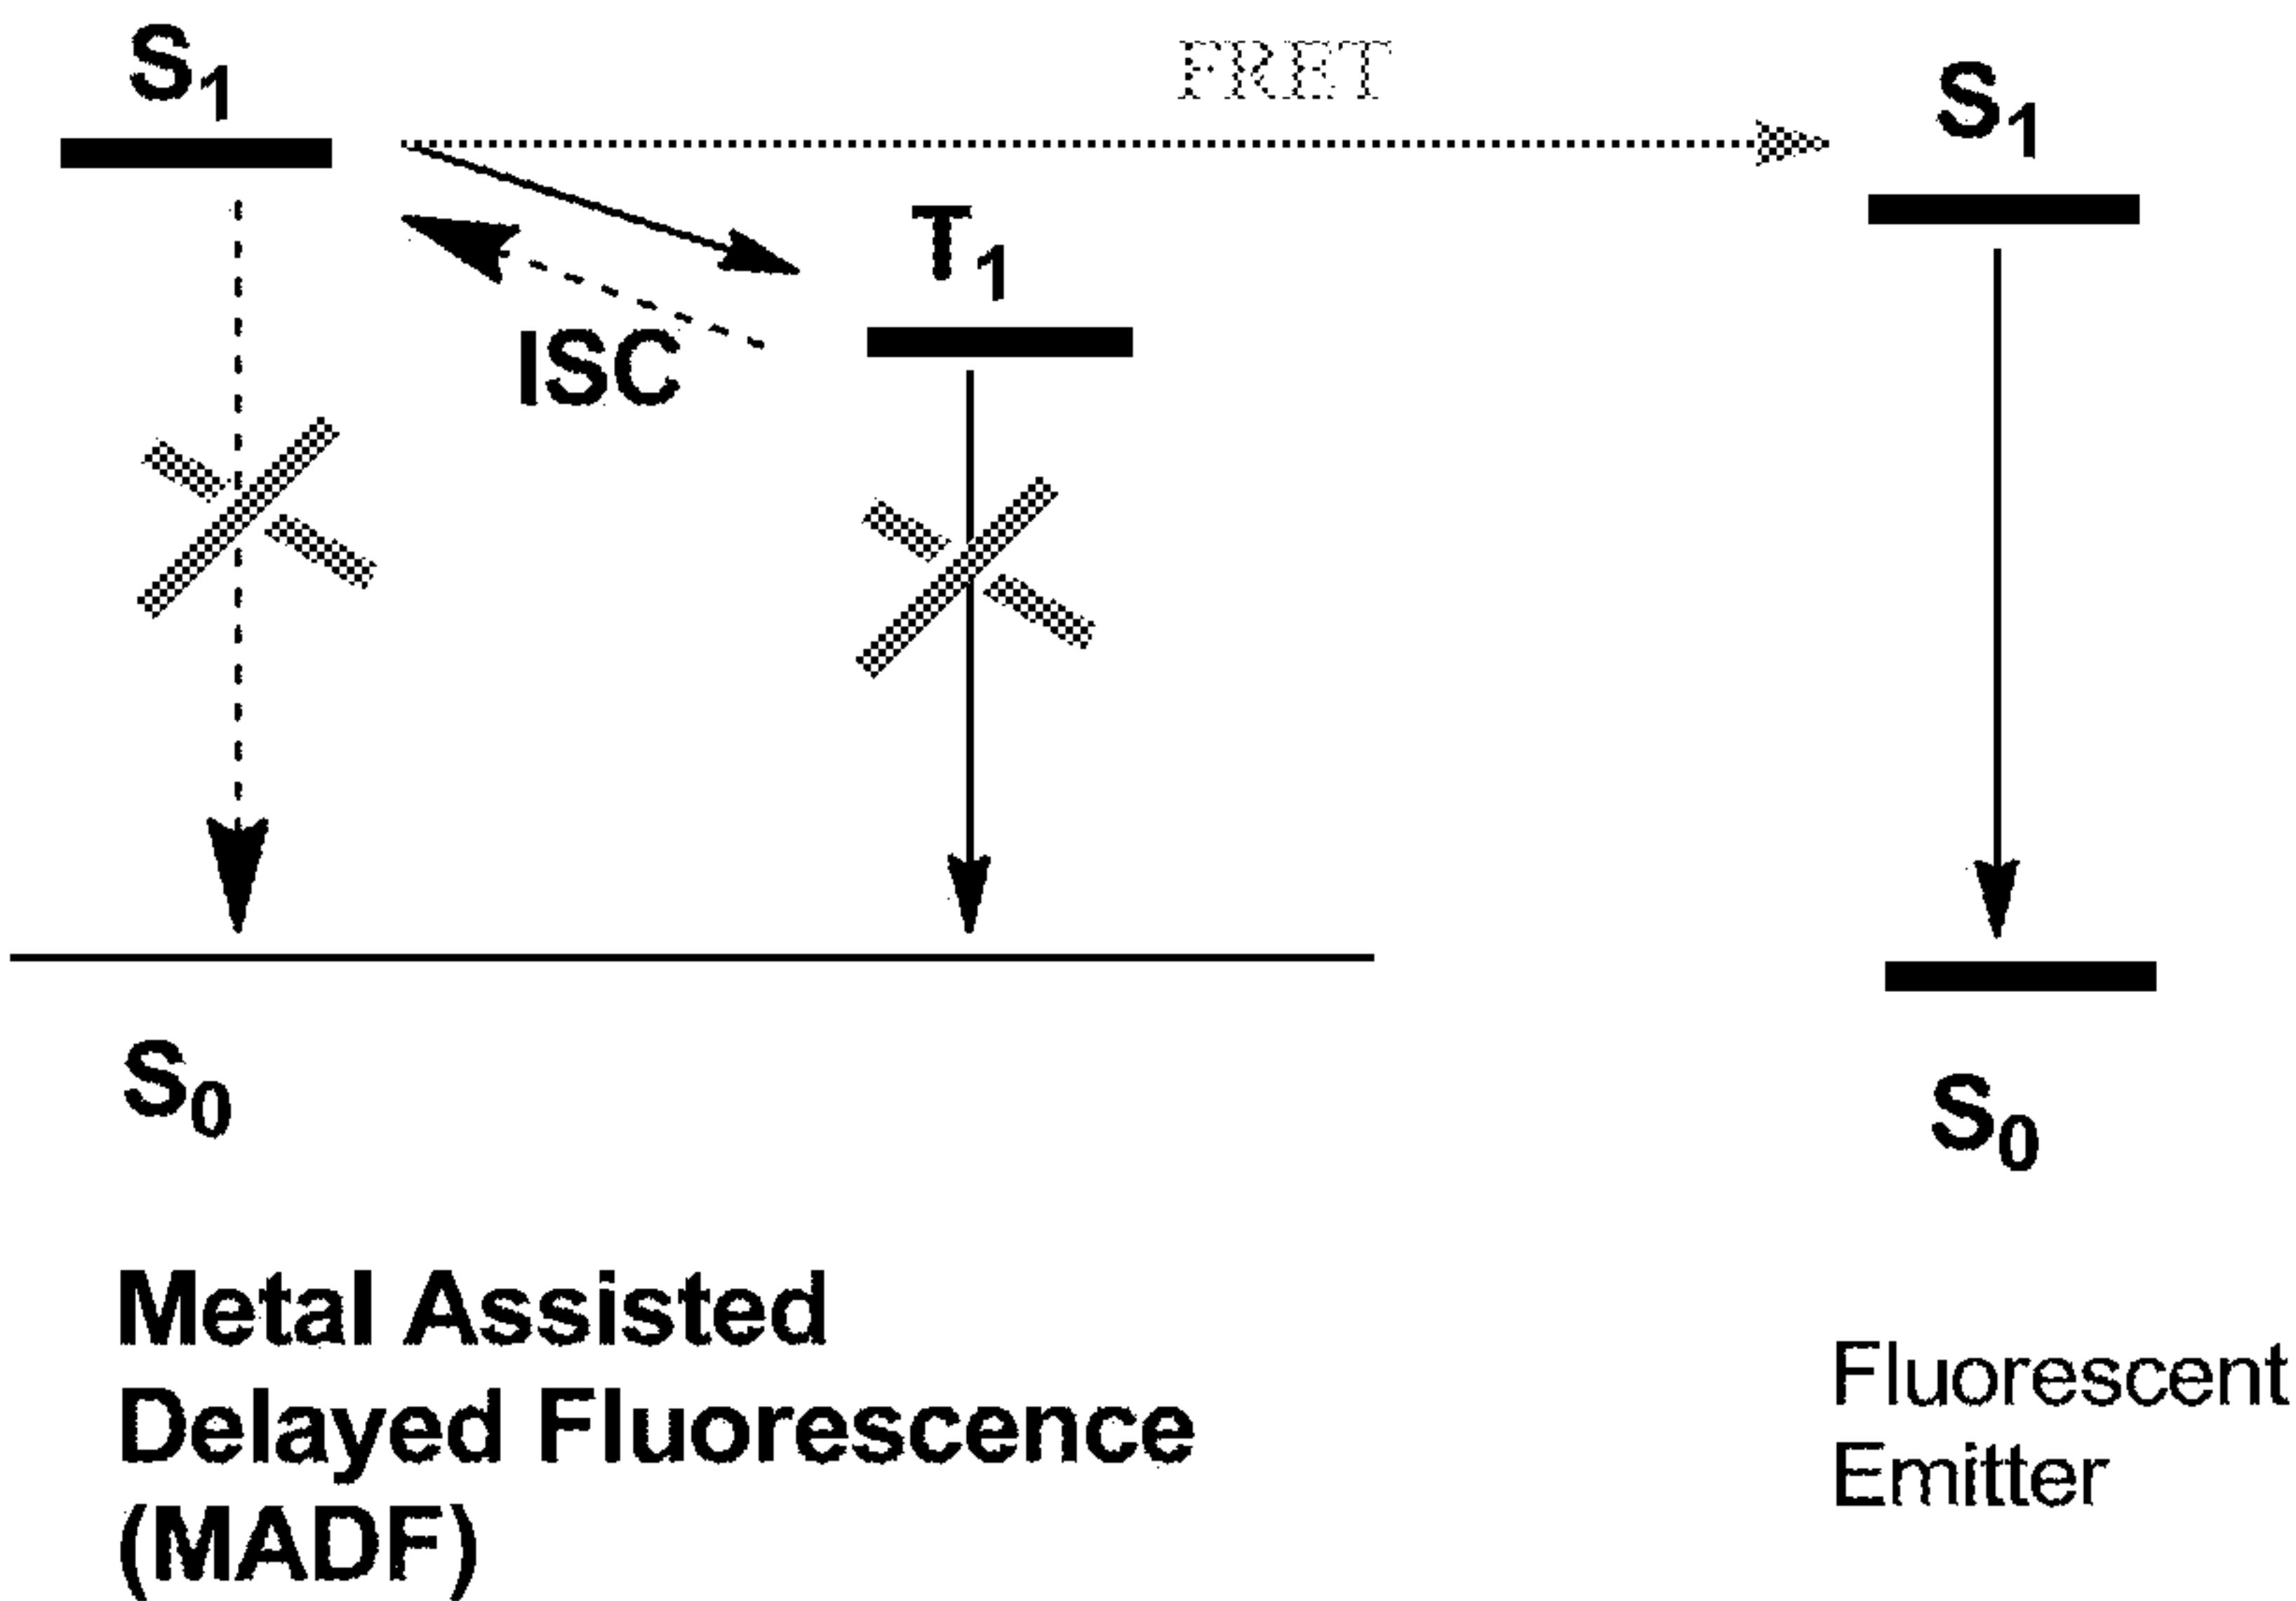 S₁
FRET
S₁
T₁
ISC
S₀
S₀
Metal Assisted
Delayed Fluorescence
(MADF)
Fluorescent
Emitter